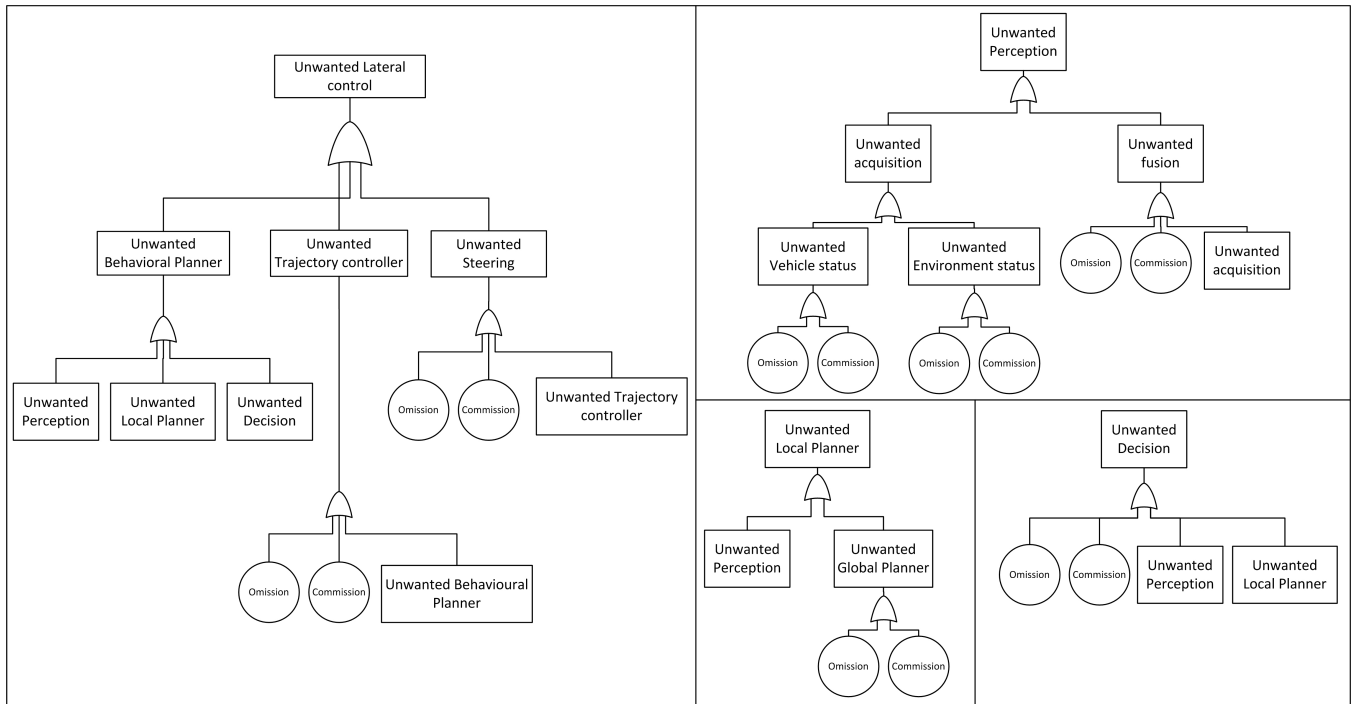 Unwanted Lateral
control
Unwanted
Behavioral Planner
Unwanted
Trajectory controller
Unwanted
Steering
Unwanted
Perception
Unwanted
Local Planner
Unwanted
Decision
Omission
Commission
Unwanted Trajectory
controller
Omission
Commission
Unwanted Behavioural
Planner
Unwanted
Perception
Unwanted
acquisition
Unwanted
fusion
Unwanted
Vehicle status
Unwanted
Environment status
Omission
Commission
Unwanted
acquisition
Omission
Commission
Omission
Commission
Unwanted
Local Planner
Unwanted
Perception
Unwanted
Global Planner
Omission
Commission
Unwanted
Decision
Omission
Commission
Unwanted
Perception
Unwanted
Local Planner